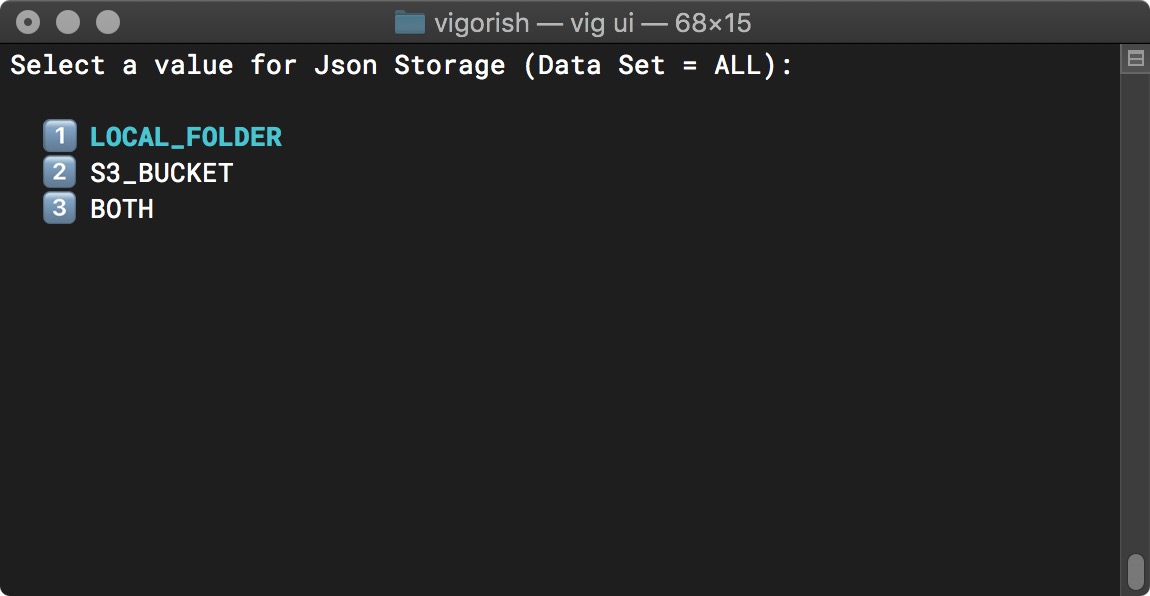 vigorish — vig ui — 68×15
Select a value for Json Storage (Data Set = ALL):
1 LOCAL_FOLDER
2 S3_BUCKET
3 BOTH